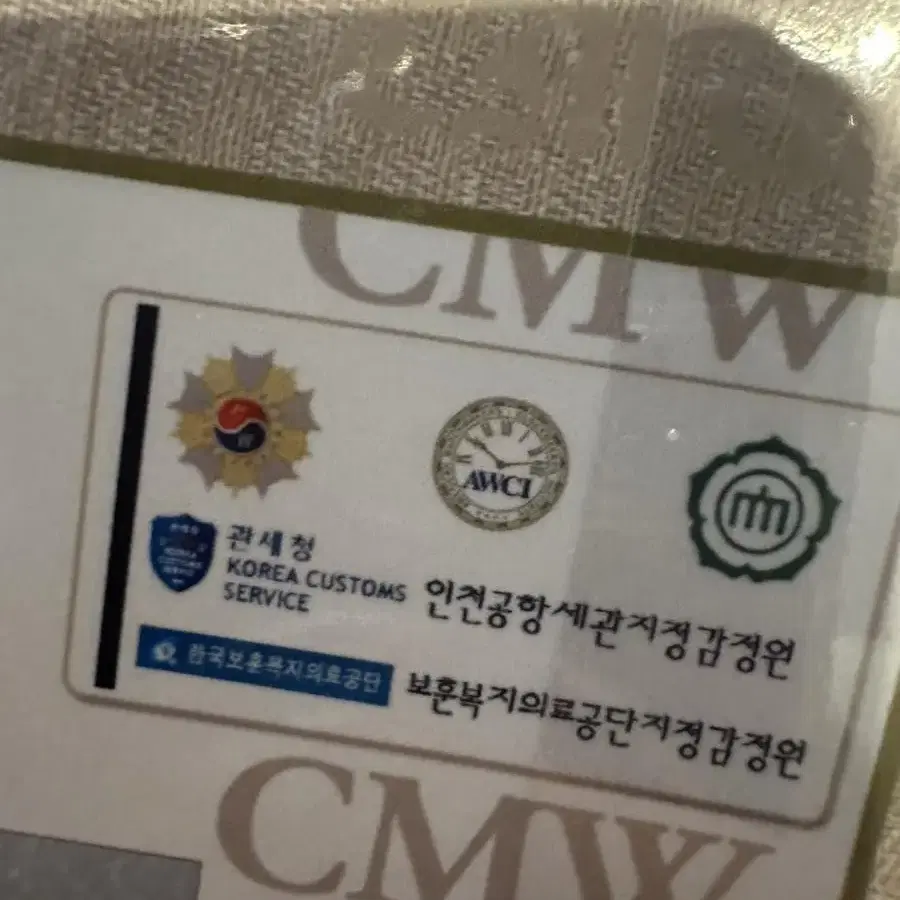 CMW
AWCI
관세청
KOREA CUSTOMS
SERVICE
인천공항세관지정감정원
한국보훈복지의료공단
보훈복지의료공단지정감정원
CMW